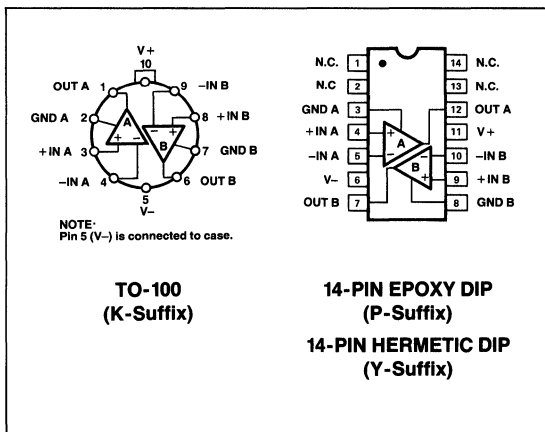 V+
10
OUT A 1 9 −IN B
GND A 2 8 +IN B
+IN A 3 7 GND B
−IN A 4 6 OUT B
5
V−
A
+ −
− +
B
NOTE·
Pin 5 (V−) is connected to case.
TO-100
(K-Suffix)
N.C. 1 14 N.C.
N.C 2 13 N.C.
GND A 3 12 OUT A
+IN A 4 + A 11 V+
−IN A 5 − − 10 −IN B
V− 6 B + 9 +IN B
OUT B 7 8 GND B
14-PIN EPOXY DIP
(P-Suffix)
14-PIN HERMETIC DIP
(Y-Suffix)